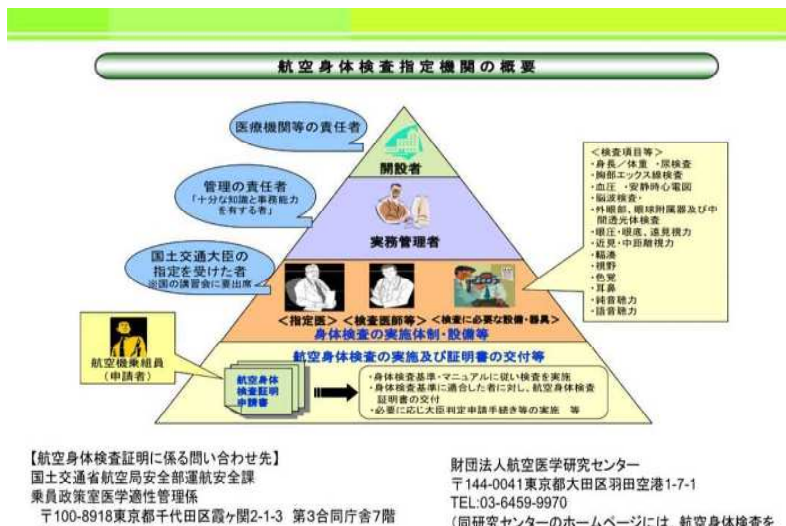 航空身体検査指定機関の概要
医療機関等の責任者
開設者
管理の責任者
「十分な知識と事務能力
を有する者」
実務管理者
国土交通大臣の
指定を受けた者
※国の講習会に要出席
<指定医> <検査医師等> <検査に必要な設備・器具>
身体検査の実施体制・設備等
<検査項目等>
・身長/体重 ・尿検査
・胸部エックス線検査
・血圧 ・安静時心電図
・脳波検査・
・外眼部、眼球附属器及び中
間透光体検査
・眼圧・眼底、遠見視力
・近見・中距離視力
・輻湊
・視野
・色覚
・耳鼻
・純音聴力
・語音聴力
航空機乗組員
(申請者)
航空身体検査の実施及び証明書の交付等
航空身体
検査証明
申請書
・身体検査基準・マニュアルに従い検査を実施
・身体検査基準に適合した者に対し、航空身体検査
証明書の交付
・必要に応じ大臣判定申請手続き等の実施 等
【航空身体検査証明に係る問い合わせ先】
国土交通省航空局安全部運航安全課
乗員政策室医学適性管理係
〒100-8918東京都千代田区霞ヶ関2-1-3 第3合同庁舎7階
財団法人航空医学研究センター
〒144-0041東京都大田区羽田空港1-7-1
TEL:03-6459-9970
(同研究センターのホームページには、航空身体検査を